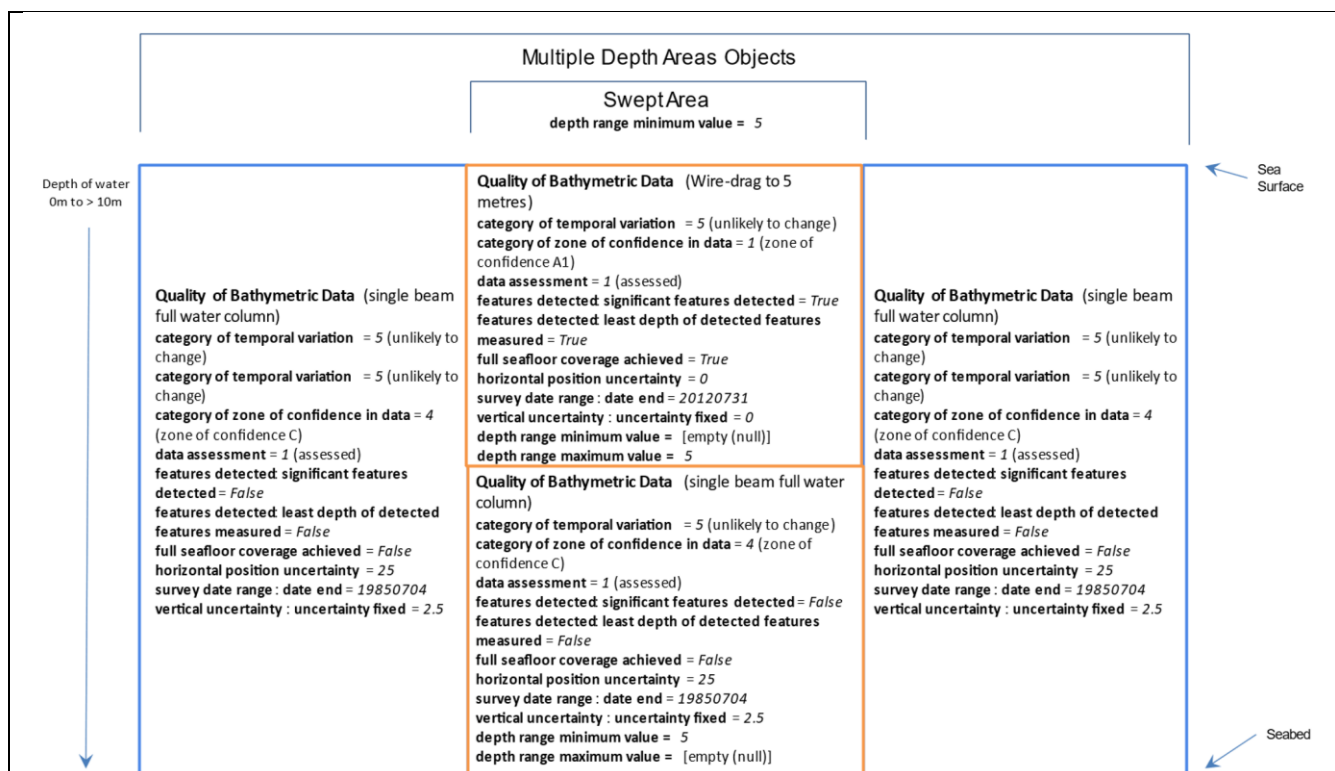 Multiple Depth Areas Objects
Swept Area
depth range minimum value = 5
Depth of water
0m to > 10m
Sea
Surface
Quality of Bathymetric Data (single beam
full water column)
category of temporal variation = 5 (unlikely to
change)
category of temporal variation = 5 (unlikely to
change)
category of zone of confidence in data = 4
(zone of confidence C)
data assessment = 1 (assessed)
features detected: significant features
detected = False
features detected: least depth of detected
features measured = False
full seafloor coverage achieved = False
horizontal position uncertainty = 25
survey date range : date end = 19850704
vertical uncertainty : uncertainty fixed = 2.5
Quality of Bathymetric Data (Wire-drag to 5
metres)
category of temporal variation = 5 (unlikely to change)
category of zone of confidence in data = 1 (zone of
confidence A1)
data assessment = 1 (assessed)
features detected: significant features detected = True
features detected: least depth of detected features
measured = True
full seafloor coverage achieved = True
horizontal position uncertainty = 0
survey date range : date end = 20120731
vertical uncertainty : uncertainty fixed = 0
depth range minimum value = [empty (null)]
depth range maximum value = 5
Quality of Bathymetric Data (single beam full water
column)
category of temporal variation = 5 (unlikely to change)
category of zone of confidence in data = 4 (zone of
confidence C)
data assessment = 1 (assessed)
features detected: significant features detected = False
features detected: least depth of detected features
measured = False
full seafloor coverage achieved = False
horizontal position uncertainty = 25
survey date range : date end = 19850704
vertical uncertainty : uncertainty fixed = 2.5
depth range minimum value = 5
depth range maximum value = [empty (null)]
Quality of Bathymetric Data (single beam
full water column)
category of temporal variation = 5 (unlikely to
change)
category of temporal variation = 5 (unlikely to
change)
category of zone of confidence in data = 4
(zone of confidence C)
data assessment = 1 (assessed)
features detected: significant features
detected = False
features detected: least depth of detected
features measured = False
full seafloor coverage achieved = False
horizontal position uncertainty = 25
survey date range : date end = 19850704
vertical uncertainty : uncertainty fixed = 2.5
Seabed